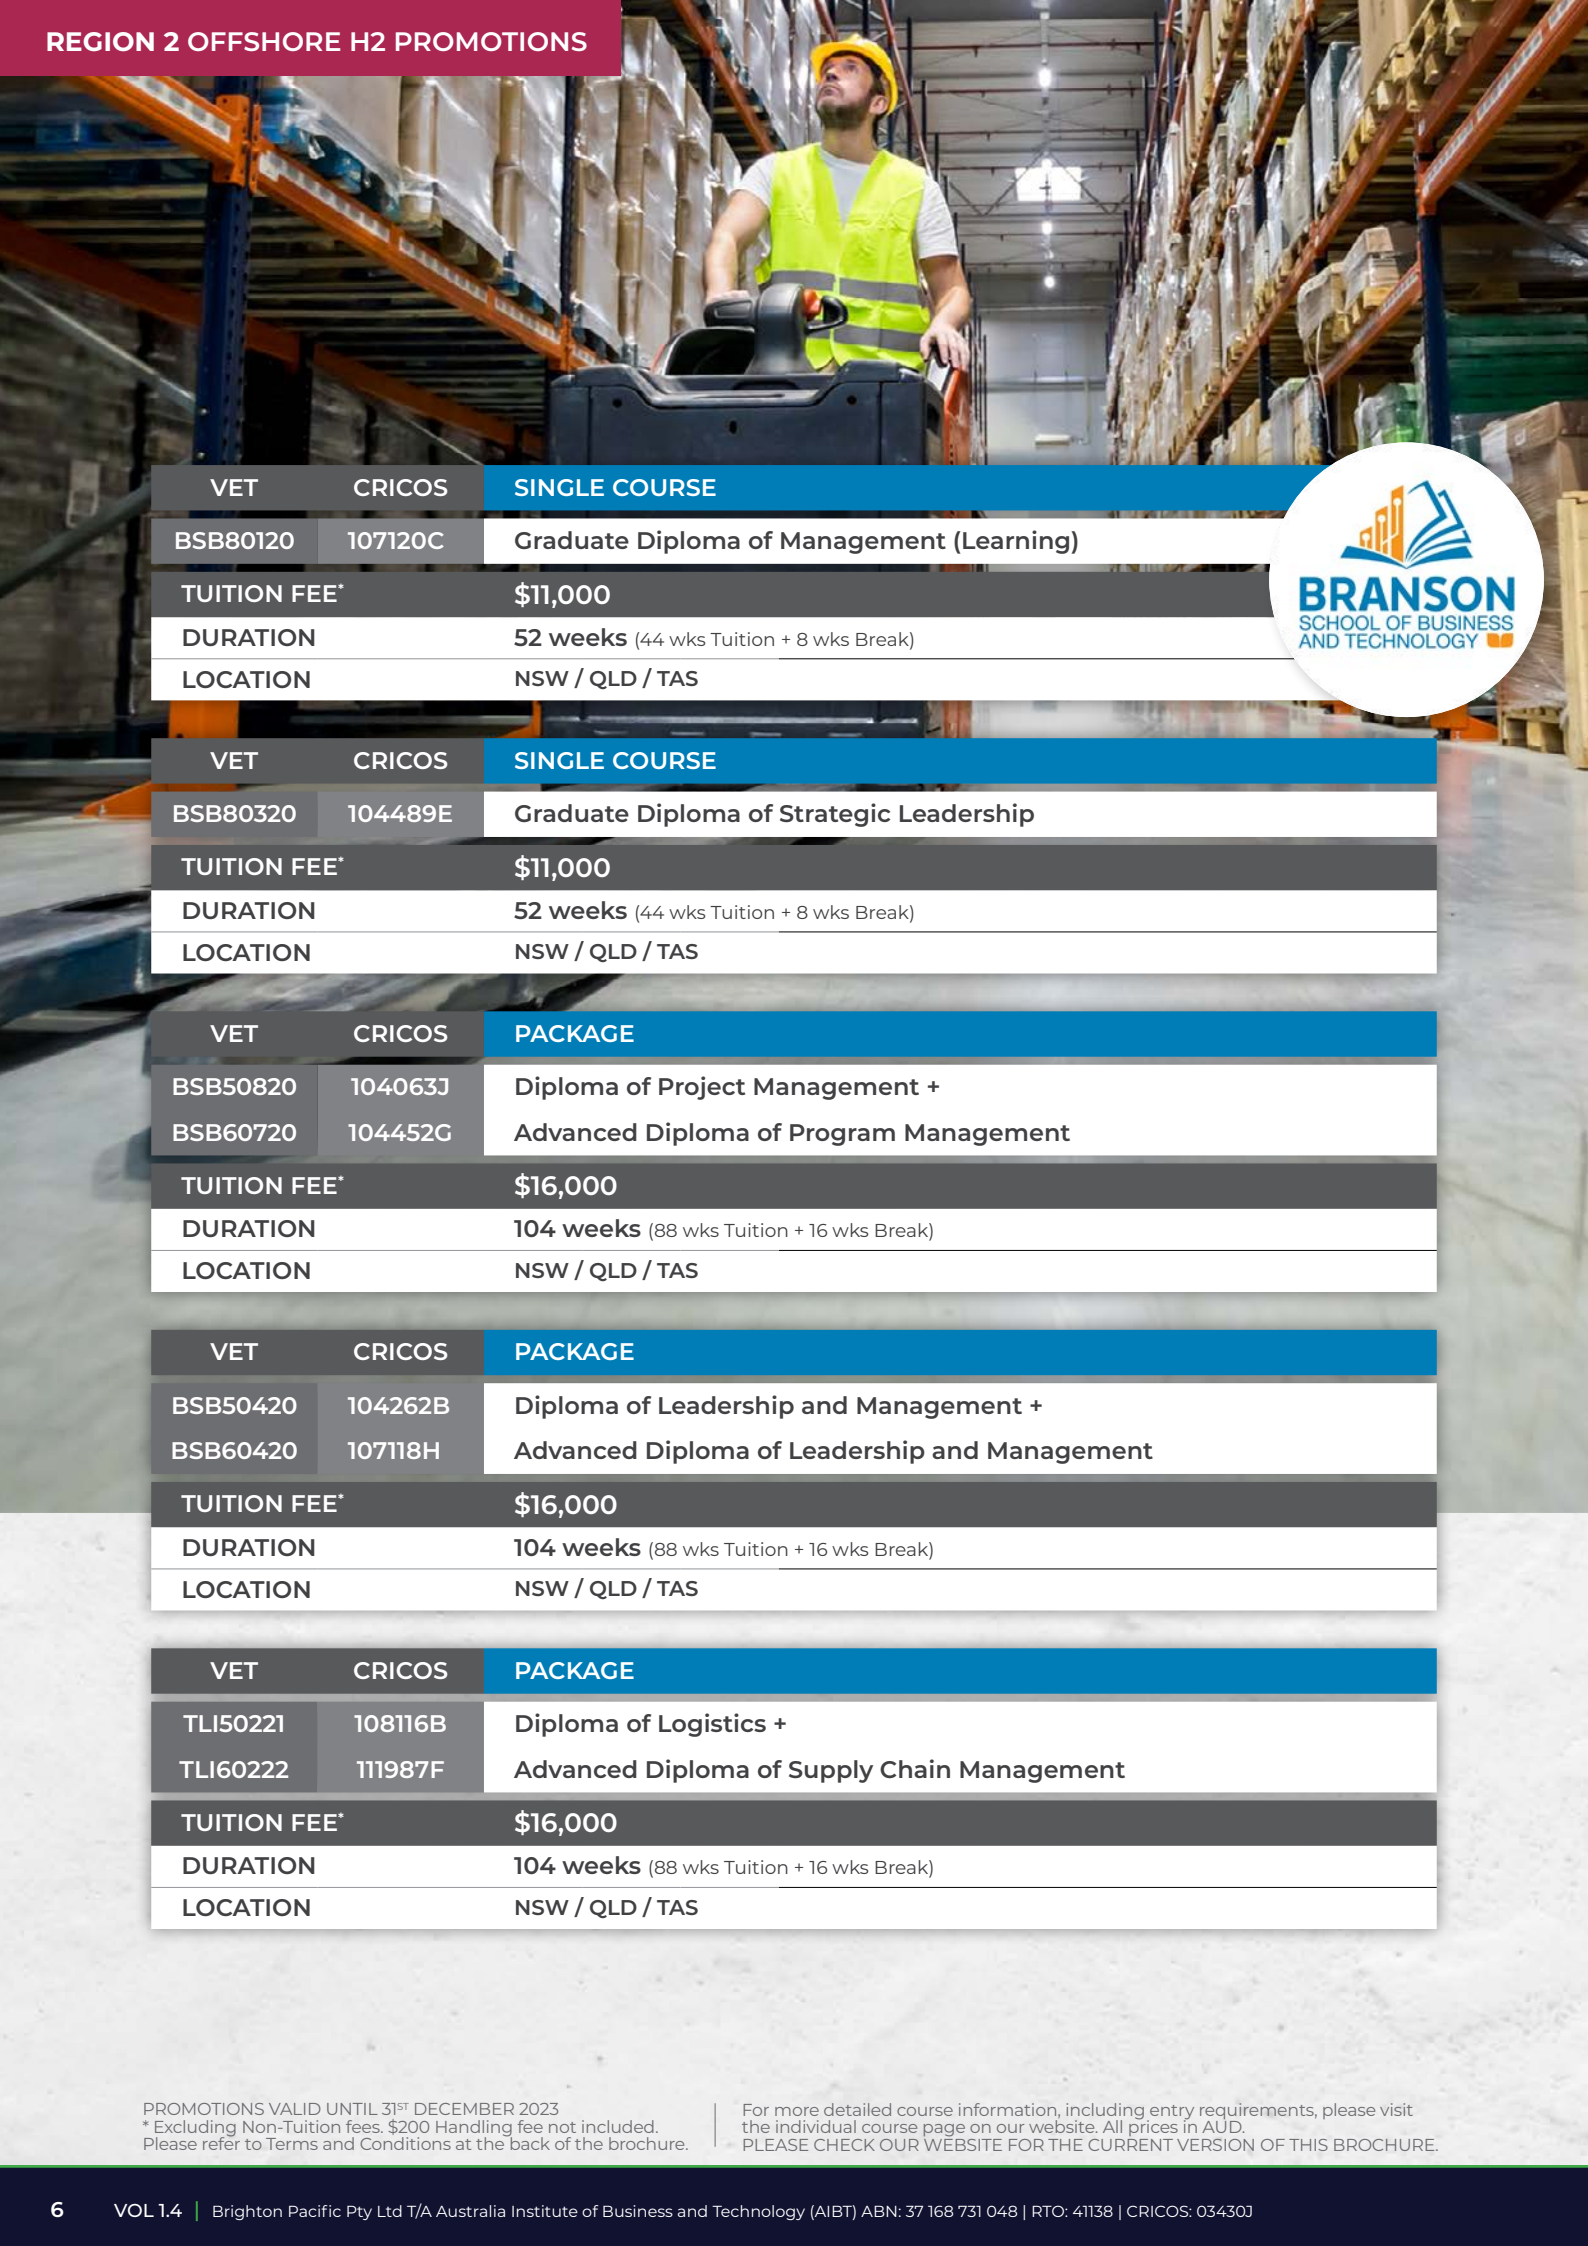 REGION 2 OFFSHORE H2 PROMOTIONS
VET CRICOS SINGLE COURSE
BSB80120 107120C Graduate Diploma of Management (Learning)
TUITION FEE* $11,000
DURATION 52 weeks (44 wks Tuition + 8 wks Break)
LOCATION NSW / QLD / TAS
BRANSON
SCHOOL OF BUSINESS
AND TECHNOLOGY
VET CRICOS SINGLE COURSE
BSB80320 104489E Graduate Diploma of Strategic Leadership
TUITION FEE* $11,000
DURATION 52 weeks (44 wks Tuition + 8 wks Break)
LOCATION NSW / QLD / TAS
VET CRICOS PACKAGE
BSB50820 104063J Diploma of Project Management +
BSB60720 104452G Advanced Diploma of Program Management
TUITION FEE* $16,000
DURATION 104 weeks (88 wks Tuition + 16 wks Break)
LOCATION NSW / QLD / TAS
VET CRICOS PACKAGE
BSB50420 104262B Diploma of Leadership and Management +
BSB60420 107118H Advanced Diploma of Leadership and Management
TUITION FEE* $16,000
DURATION 104 weeks (88 wks Tuition + 16 wks Break)
LOCATION NSW / QLD / TAS
VET CRICOS PACKAGE
TLI50221 108116B Diploma of Logistics +
TLI60222 111987F Advanced Diploma of Supply Chain Management
TUITION FEE* $16,000
DURATION 104 weeks (88 wks Tuition + 16 wks Break)
LOCATION NSW / QLD / TAS
PROMOTIONS VALID UNTIL 31ST DECEMBER 2023
* Excluding Non-Tuition fees. $200 Handling fee not included.
Please refer to Terms and Conditions at the back of the brochure.
For more detailed course information, including entry requirements, please visit
the individual course page on our website. All prices in AUD.
PLEASE CHECK OUR WEBSITE FOR THE CURRENT VERSION OF THIS BROCHURE.
6 VOL 1.4 | Brighton Pacific Pty Ltd T/A Australia Institute of Business and Technology (AIBT) ABN: 37 168 731 048 | RTO: 41138 | CRICOS: 03430J